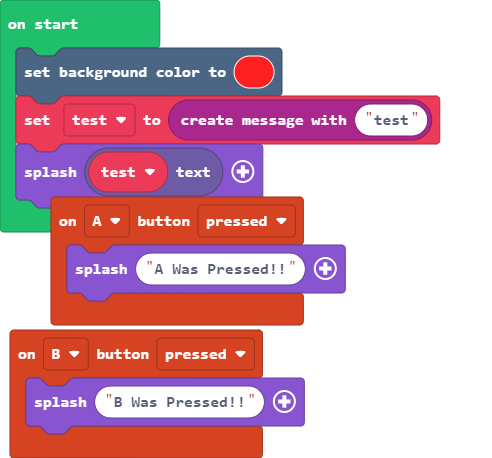 on start
set background color to
set test to create message with "test"
splash test text
on A button pressed
splash "A Was Pressed!!"
on B button pressed
splash "B Was Pressed!!"